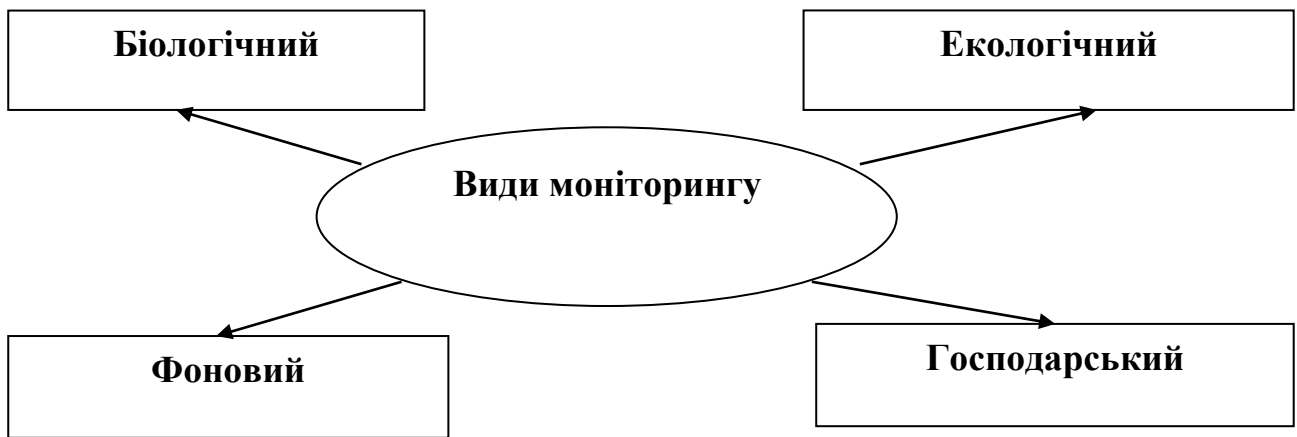 Біологічний
Екологічний
Види моніторингу
Фоновий
Господарський